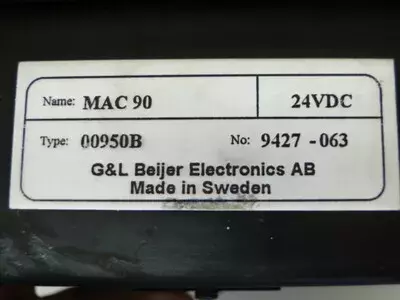 Name: MAC 90 24VDC
Type: 00950B No: 9427 -063
G&L Beijer Electronics AB
Made in Sweden